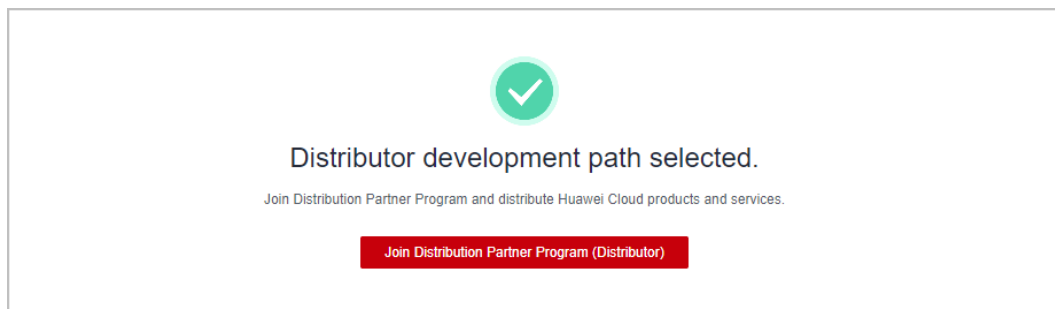 Distributor development path selected.
Join Distribution Partner Program and distribute Huawei Cloud products and services.
Join Distribution Partner Program (Distributor)